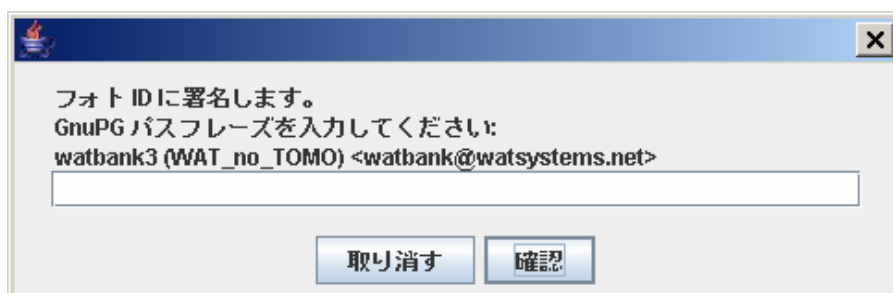 フォト IDに署名します。
GnuPG パスフレーズを入力してください:
watbank3 (WAT_no_TOMO) <watbank@watsystems.net>
取り消す 確認